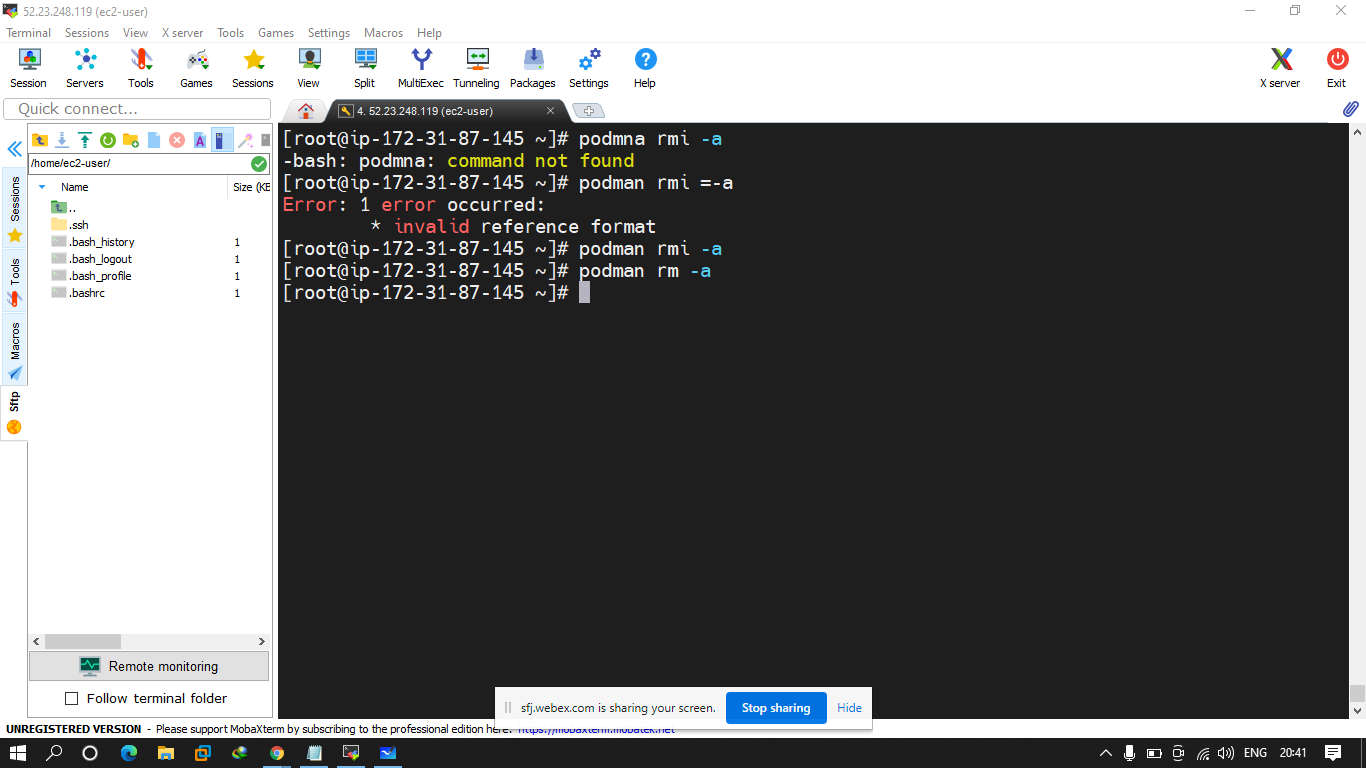 52.23.248.119 (ec2-user)
Terminal Sessions View X server Tools Games Settings Macros Help
Session Servers Tools Games Sessions View Split MultiExec Tunneling Packages Settings Help X server Exit
Quick connect...
4. 52.23.248.119 (ec2-user)
/home/ec2-user/
Name Size (KB
..
.ssh
.bash_history 1
.bash_logout 1
.bash_profile 1
.bashrc 1
Sessions
Tools
Macros
Sftp
[root@ip-172-31-87-145 ~]# podmna rmi -a
-bash: podmna: command not found
[root@ip-172-31-87-145 ~]# podman rmi =-a
Error: 1 error occurred:
* invalid reference format
[root@ip-172-31-87-145 ~]# podman rmi -a
[root@ip-172-31-87-145 ~]# podman rm -a
[root@ip-172-31-87-145 ~]#
Remote monitoring
Follow terminal folder
sfj.webex.com is sharing your screen. Stop sharing Hide
UNREGISTERED VERSION - Please support MobaXterm by subscribing to the professional edition here: https://mobaxterm.mobatek.net
ENG 20:41